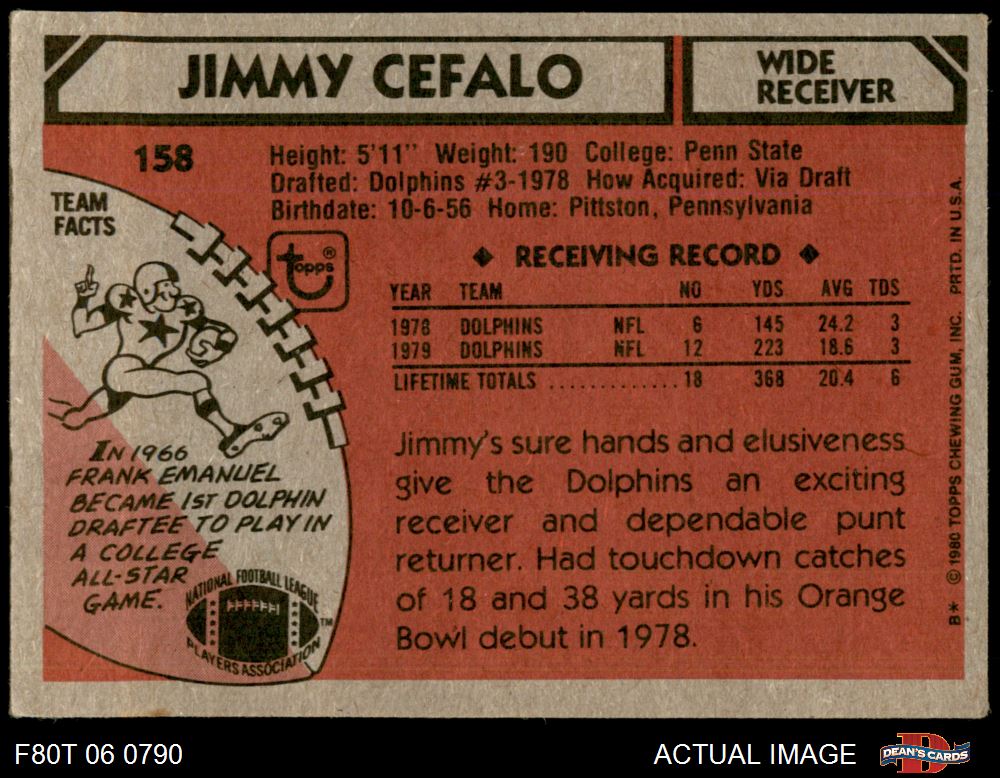 JIMMY CEFALO
WIDE
RECEIVER
158
Height: 5'11" Weight: 190 College: Penn State
Drafted: Dolphins #3-1978 How Acquired: Via Draft
Birthdate: 10-6-56 Home: Pittston, Pennsylvania
TEAM
FACTS
topps®
◆ RECEIVING RECORD ◆
YEAR TEAM NO YDS AVG TDS
1978 DOLPHINS NFL 6 145 24.2 3
1979 DOLPHINS NFL 12 223 18.6 3
LIFETIME TOTALS ............. 18 368 20.4 6
IN 1966
FRANK EMANUEL
BECAME 1ST DOLPHIN
DRAFTEE TO PLAY IN
A COLLEGE
ALL-STAR
GAME.
NATIONAL FOOTBALL LEAGUE
PLAYERS ASSOCIATION
TM
Jimmy's sure hands and elusiveness
give the Dolphins an exciting
receiver and dependable punt
returner. Had touchdown catches
of 18 and 38 yards in his Orange
Bowl debut in 1978.
B* © 1980 TOPPS CHEWING GUM, INC. PRTD. IN U.S.A.
F80T 06 0790
ACTUAL IMAGE
D
DEAN'S CARDS